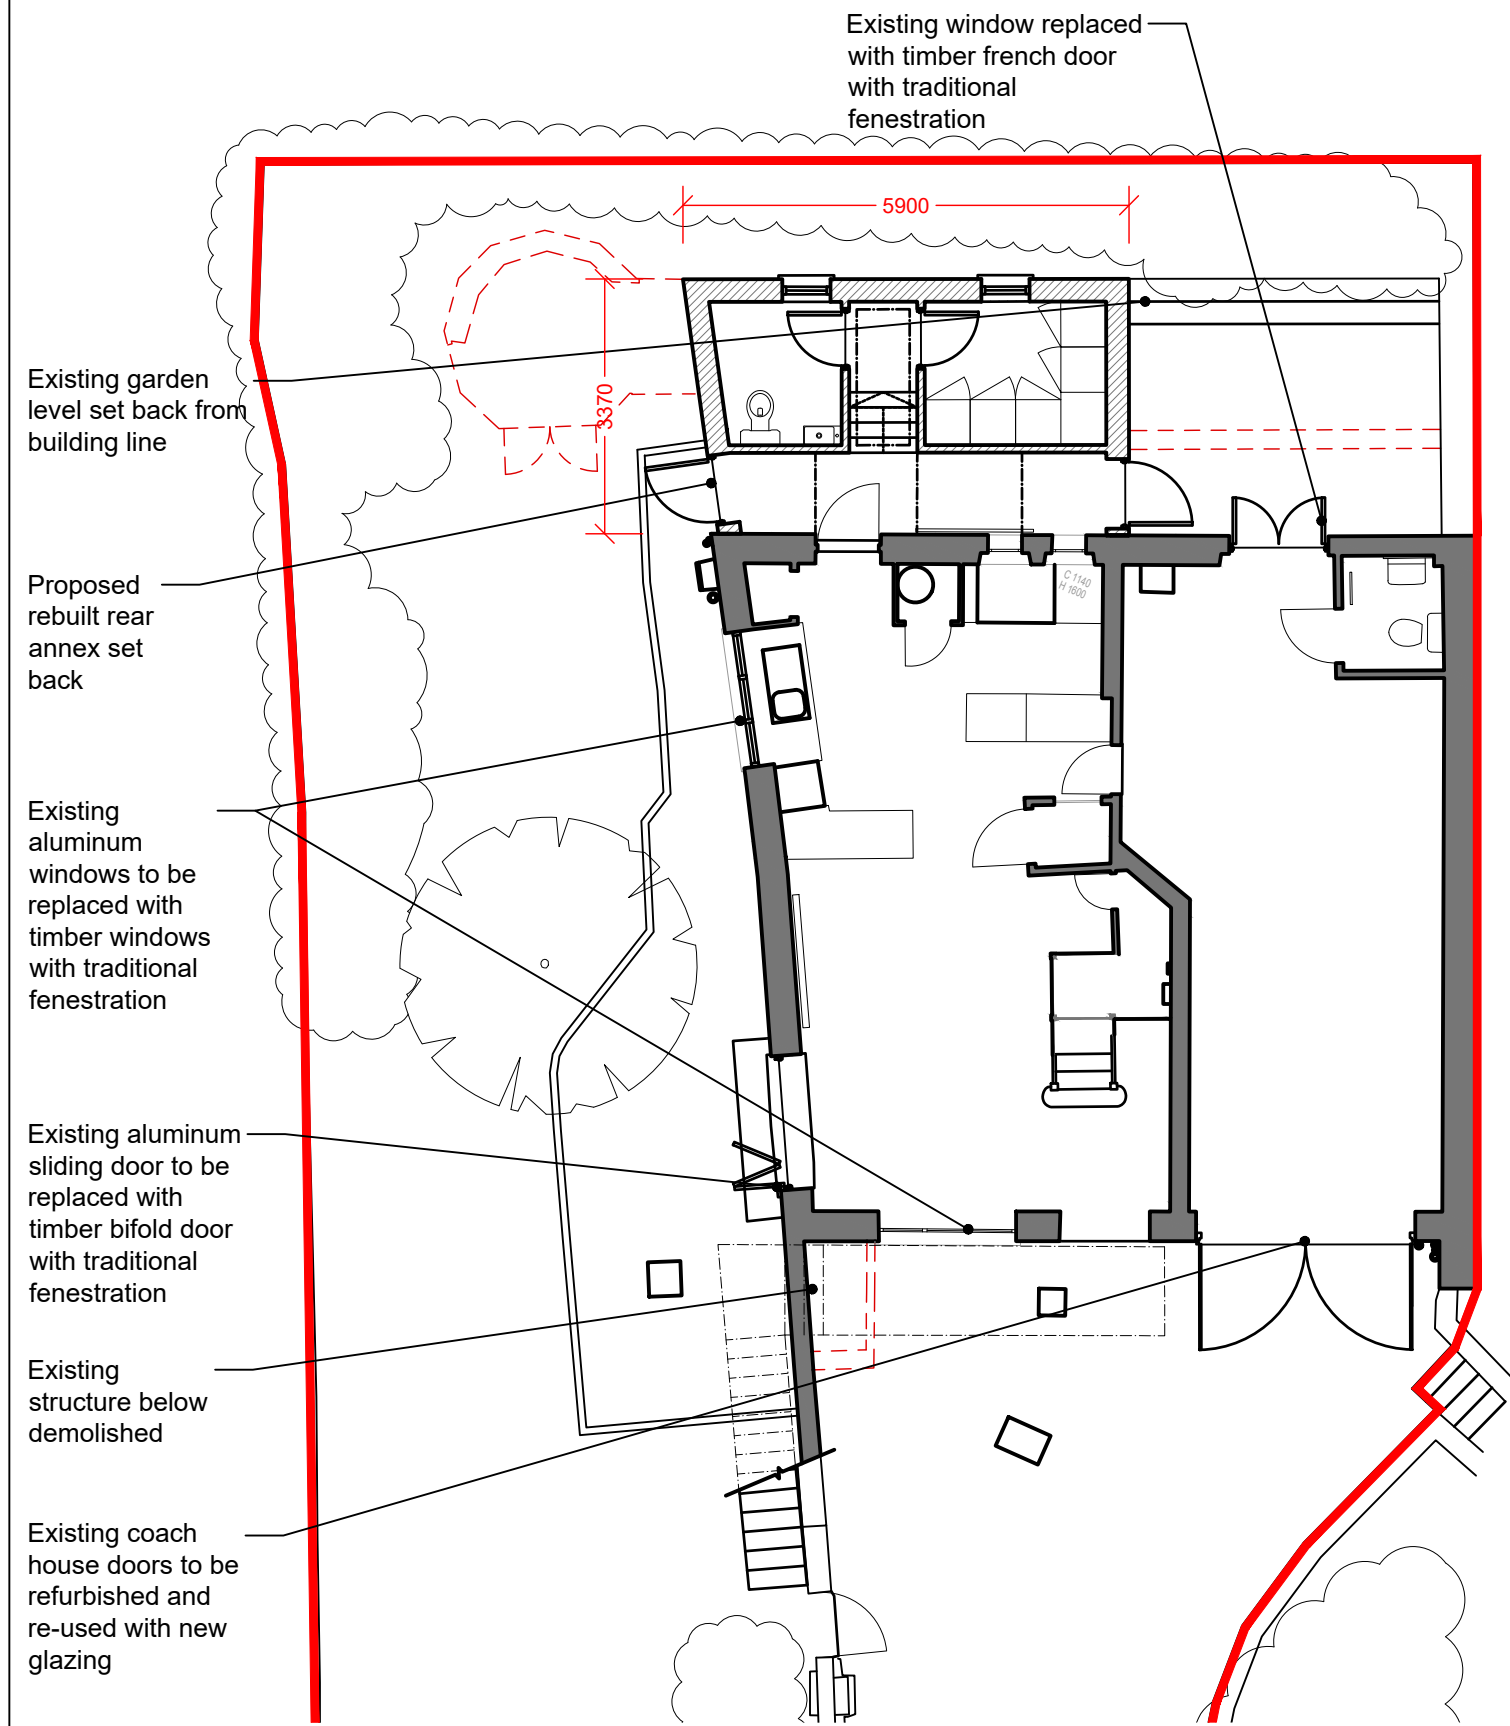 Existing window replaced
with timber french door
with traditional
fenestration
5900
3370
Existing garden
level set back from
building line
C 1140
H 1600
Proposed
rebuilt rear
annex set
back
Existing
aluminum
windows to be
replaced with
timber windows
with traditional
fenestration
Existing aluminum
sliding door to be
replaced with
timber bifold door
with traditional
fenestration
Existing
structure below
demolished
Existing coach
house doors to be
refurbished and
re-used with new
glazing